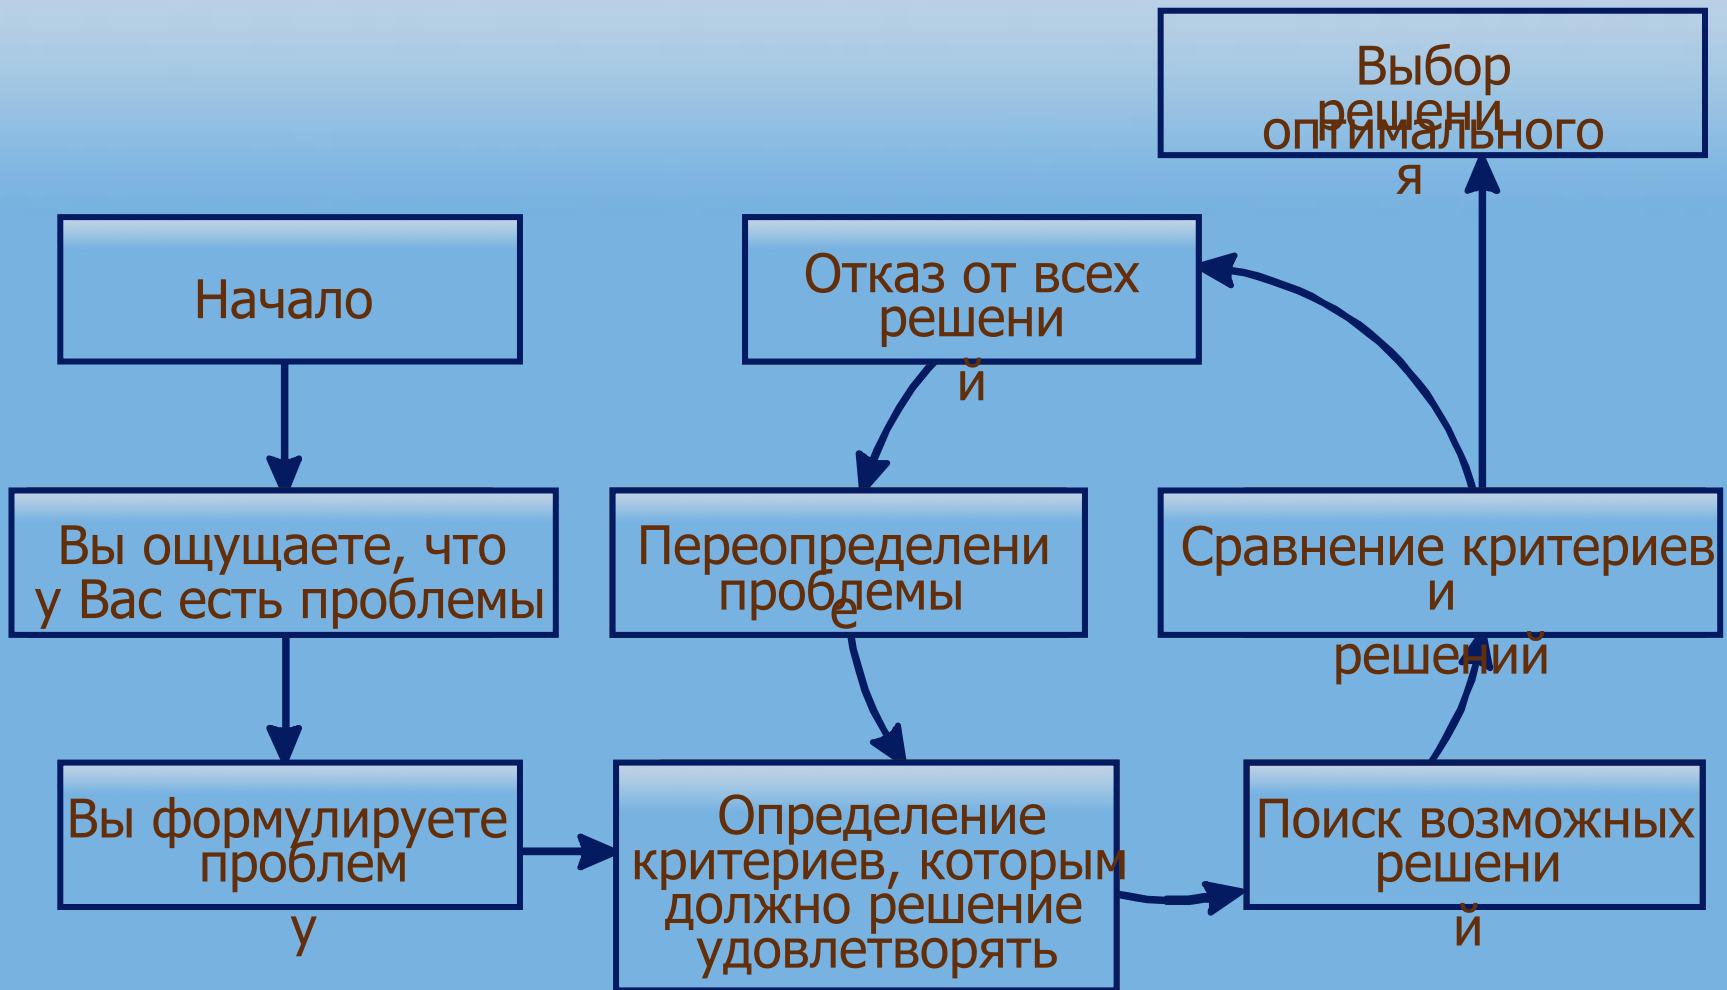 Выбор
решени
оптимального
я
Начало
Отказ от всех
решени
й
Вы ощущаете, что
у Вас есть проблемы
Переопределени
проблемы
е
Сравнение критериев
и
решений
Вы формулируете
проблем
у
Определение
критериев, которым
должно решение
удовлетворять
Поиск возможных
решени
й